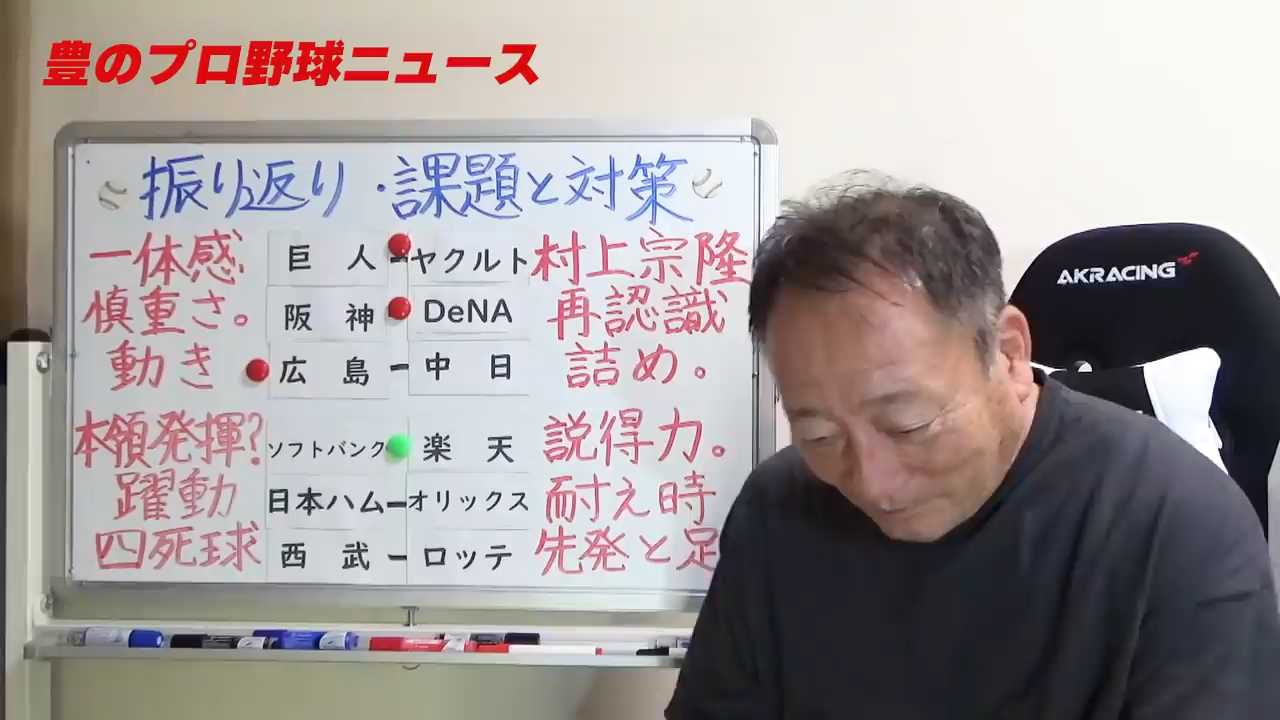 豊のプロ野球ニュース
振り返り・課題と対策
一体感 巨人-ヤクルト 村上宗隆
慎重さ。 阪神 DeNA 再認識
動き 広島-中日 詰め。
本領発揮? ソフトバンク 楽天 説得力。
躍動 日本ハム-オリックス 耐え時
四死球 西武-ロッテ 先発と足
AKRACING